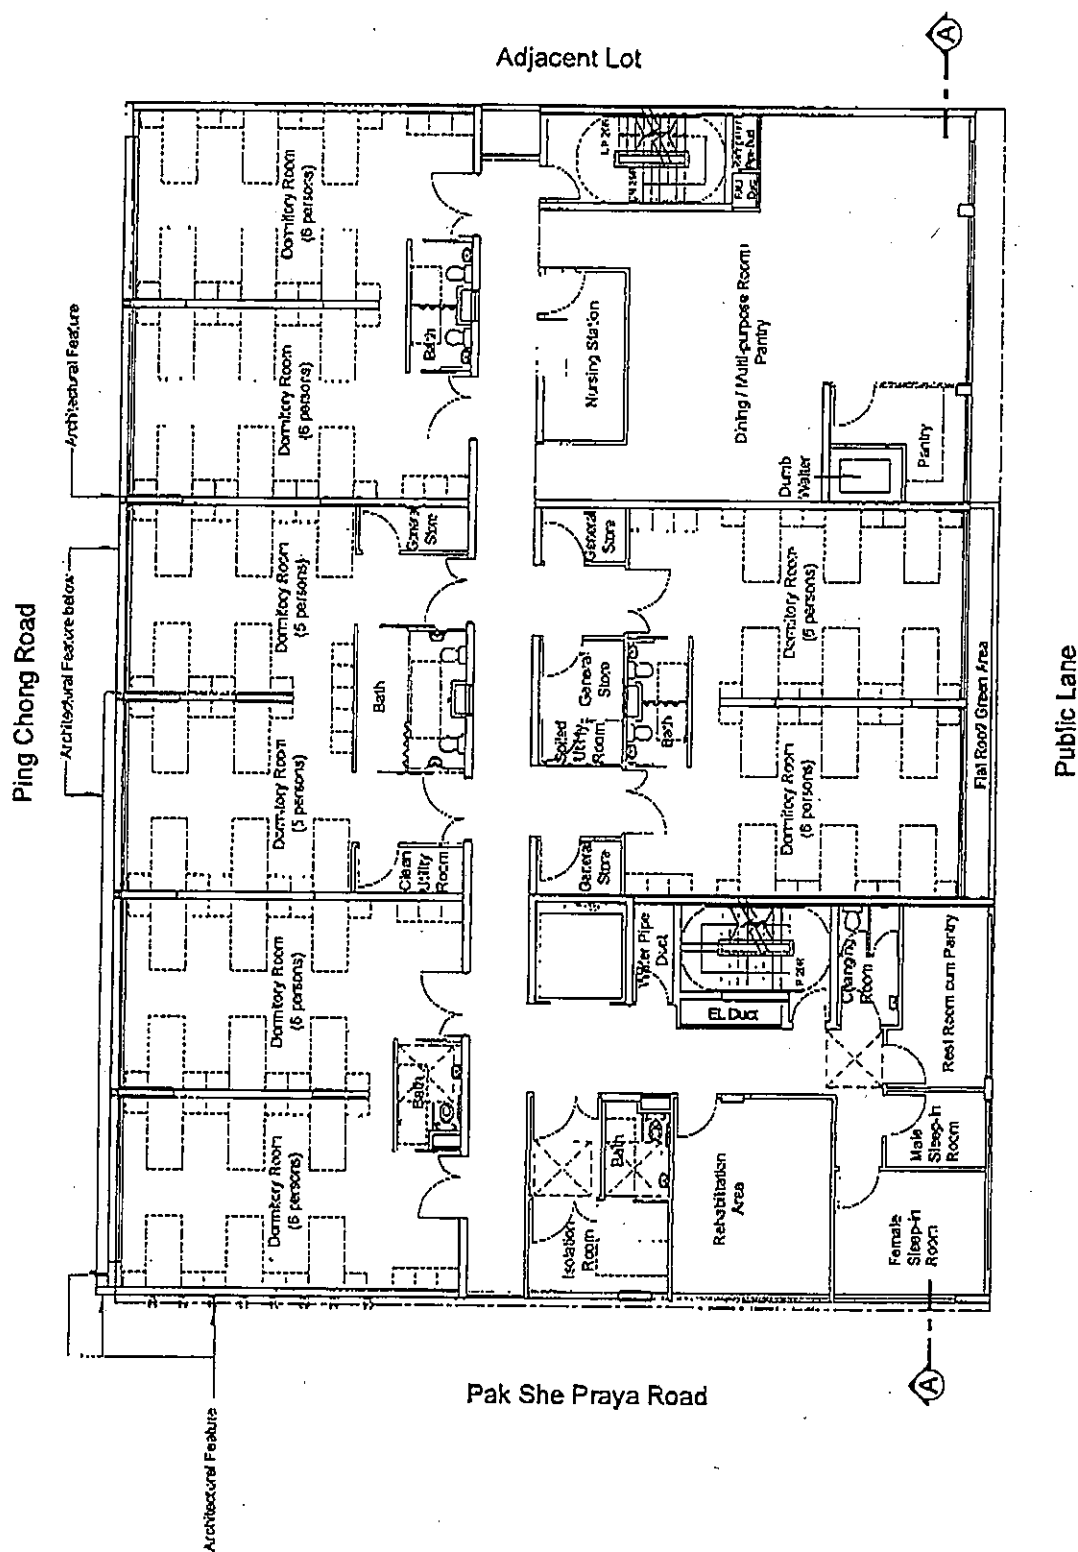 Adjacent Lot
A
Ping Chong Road
Architectural Feature
Architectural Feature below
Dormitory Room
(6 persons)
Dormitory Room
(6 persons)
Bath
Nursing Station
Dining / Multi-purpose Room
Pantry
Dumb
Waiter
Pantry
Dormitory Room
(5 persons)
General
Store
Bath
Dormitory Room
(5 persons)
Clean
Utility
Room
General
Store
General
Store
Soiled
Utility
Room
Bath
General
Store
Dormitory Room
(6 persons)
Dormitory Room
(6 persons)
Flat Roof Green Area
Public Lane
Dormitory Room
(6 persons)
Bath
Dormitory Room
(6 persons)
Water Pipe
Duct
EL Duct
Changing
Room
Rest Room cum Pantry
Bath
Isolation
Room
Rehabilitation
Area
Male
Sleep-in
Room
Female
Sleep-in
Room
A
Pak She Praya Road
Architectural Feature